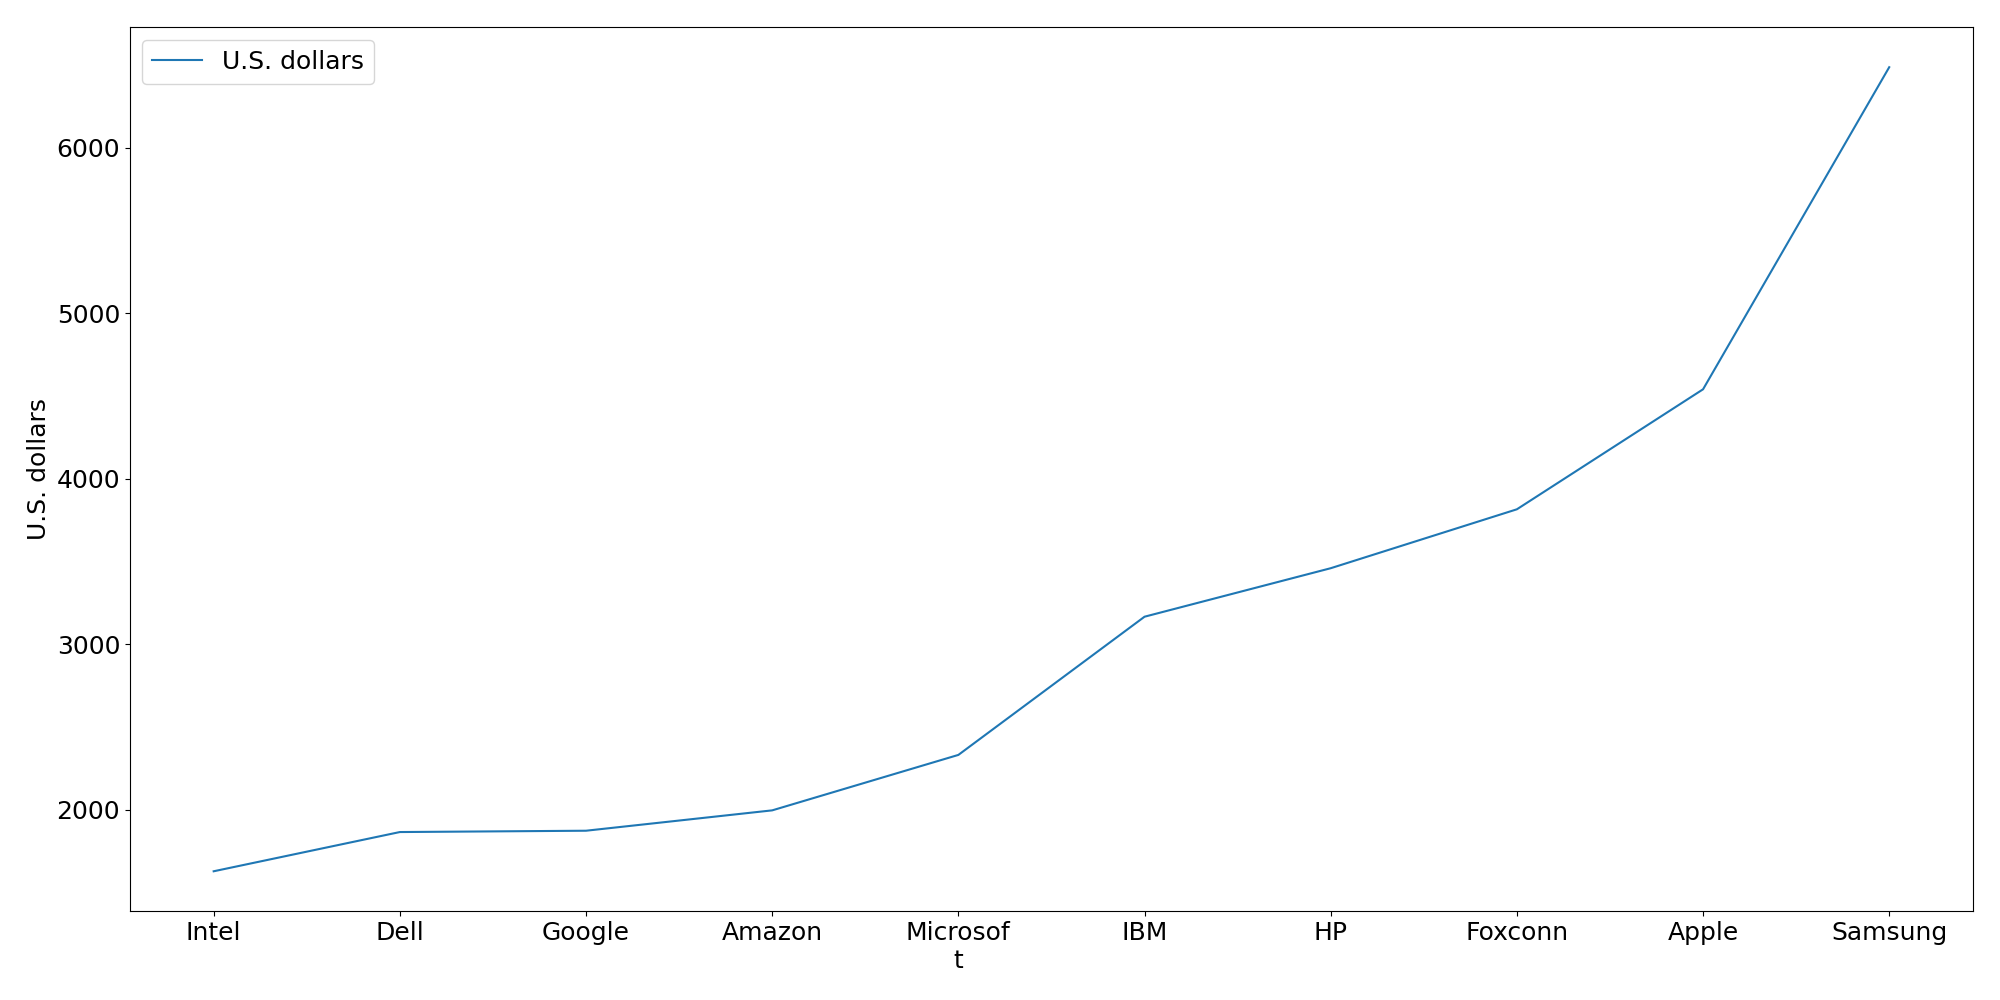 U.S. dollars
6000
5000
4000
3000
2000
U.S. dollars
Intel Dell Google Amazon Microsof IBM HP Foxconn Apple Samsung
t